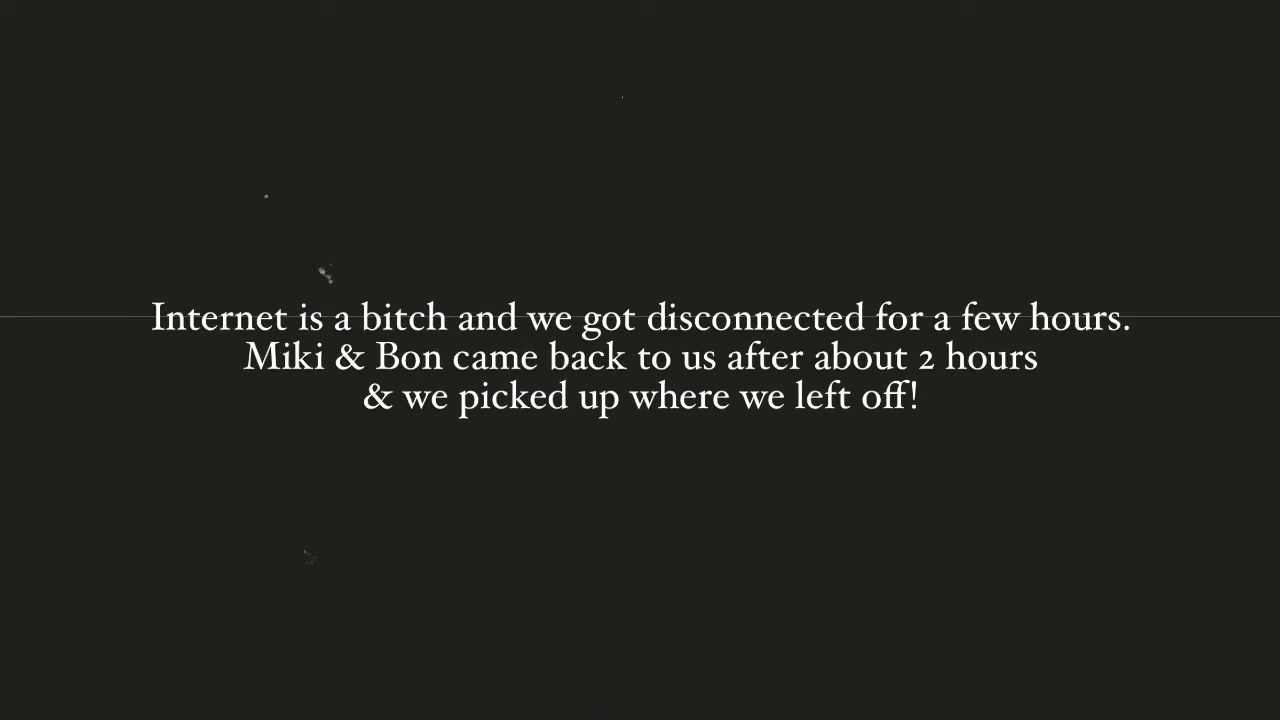 Internet is a bitch and we got disconnected for a few hours.
Miki & Bon came back to us after about 2 hours
& we picked up where we left off!